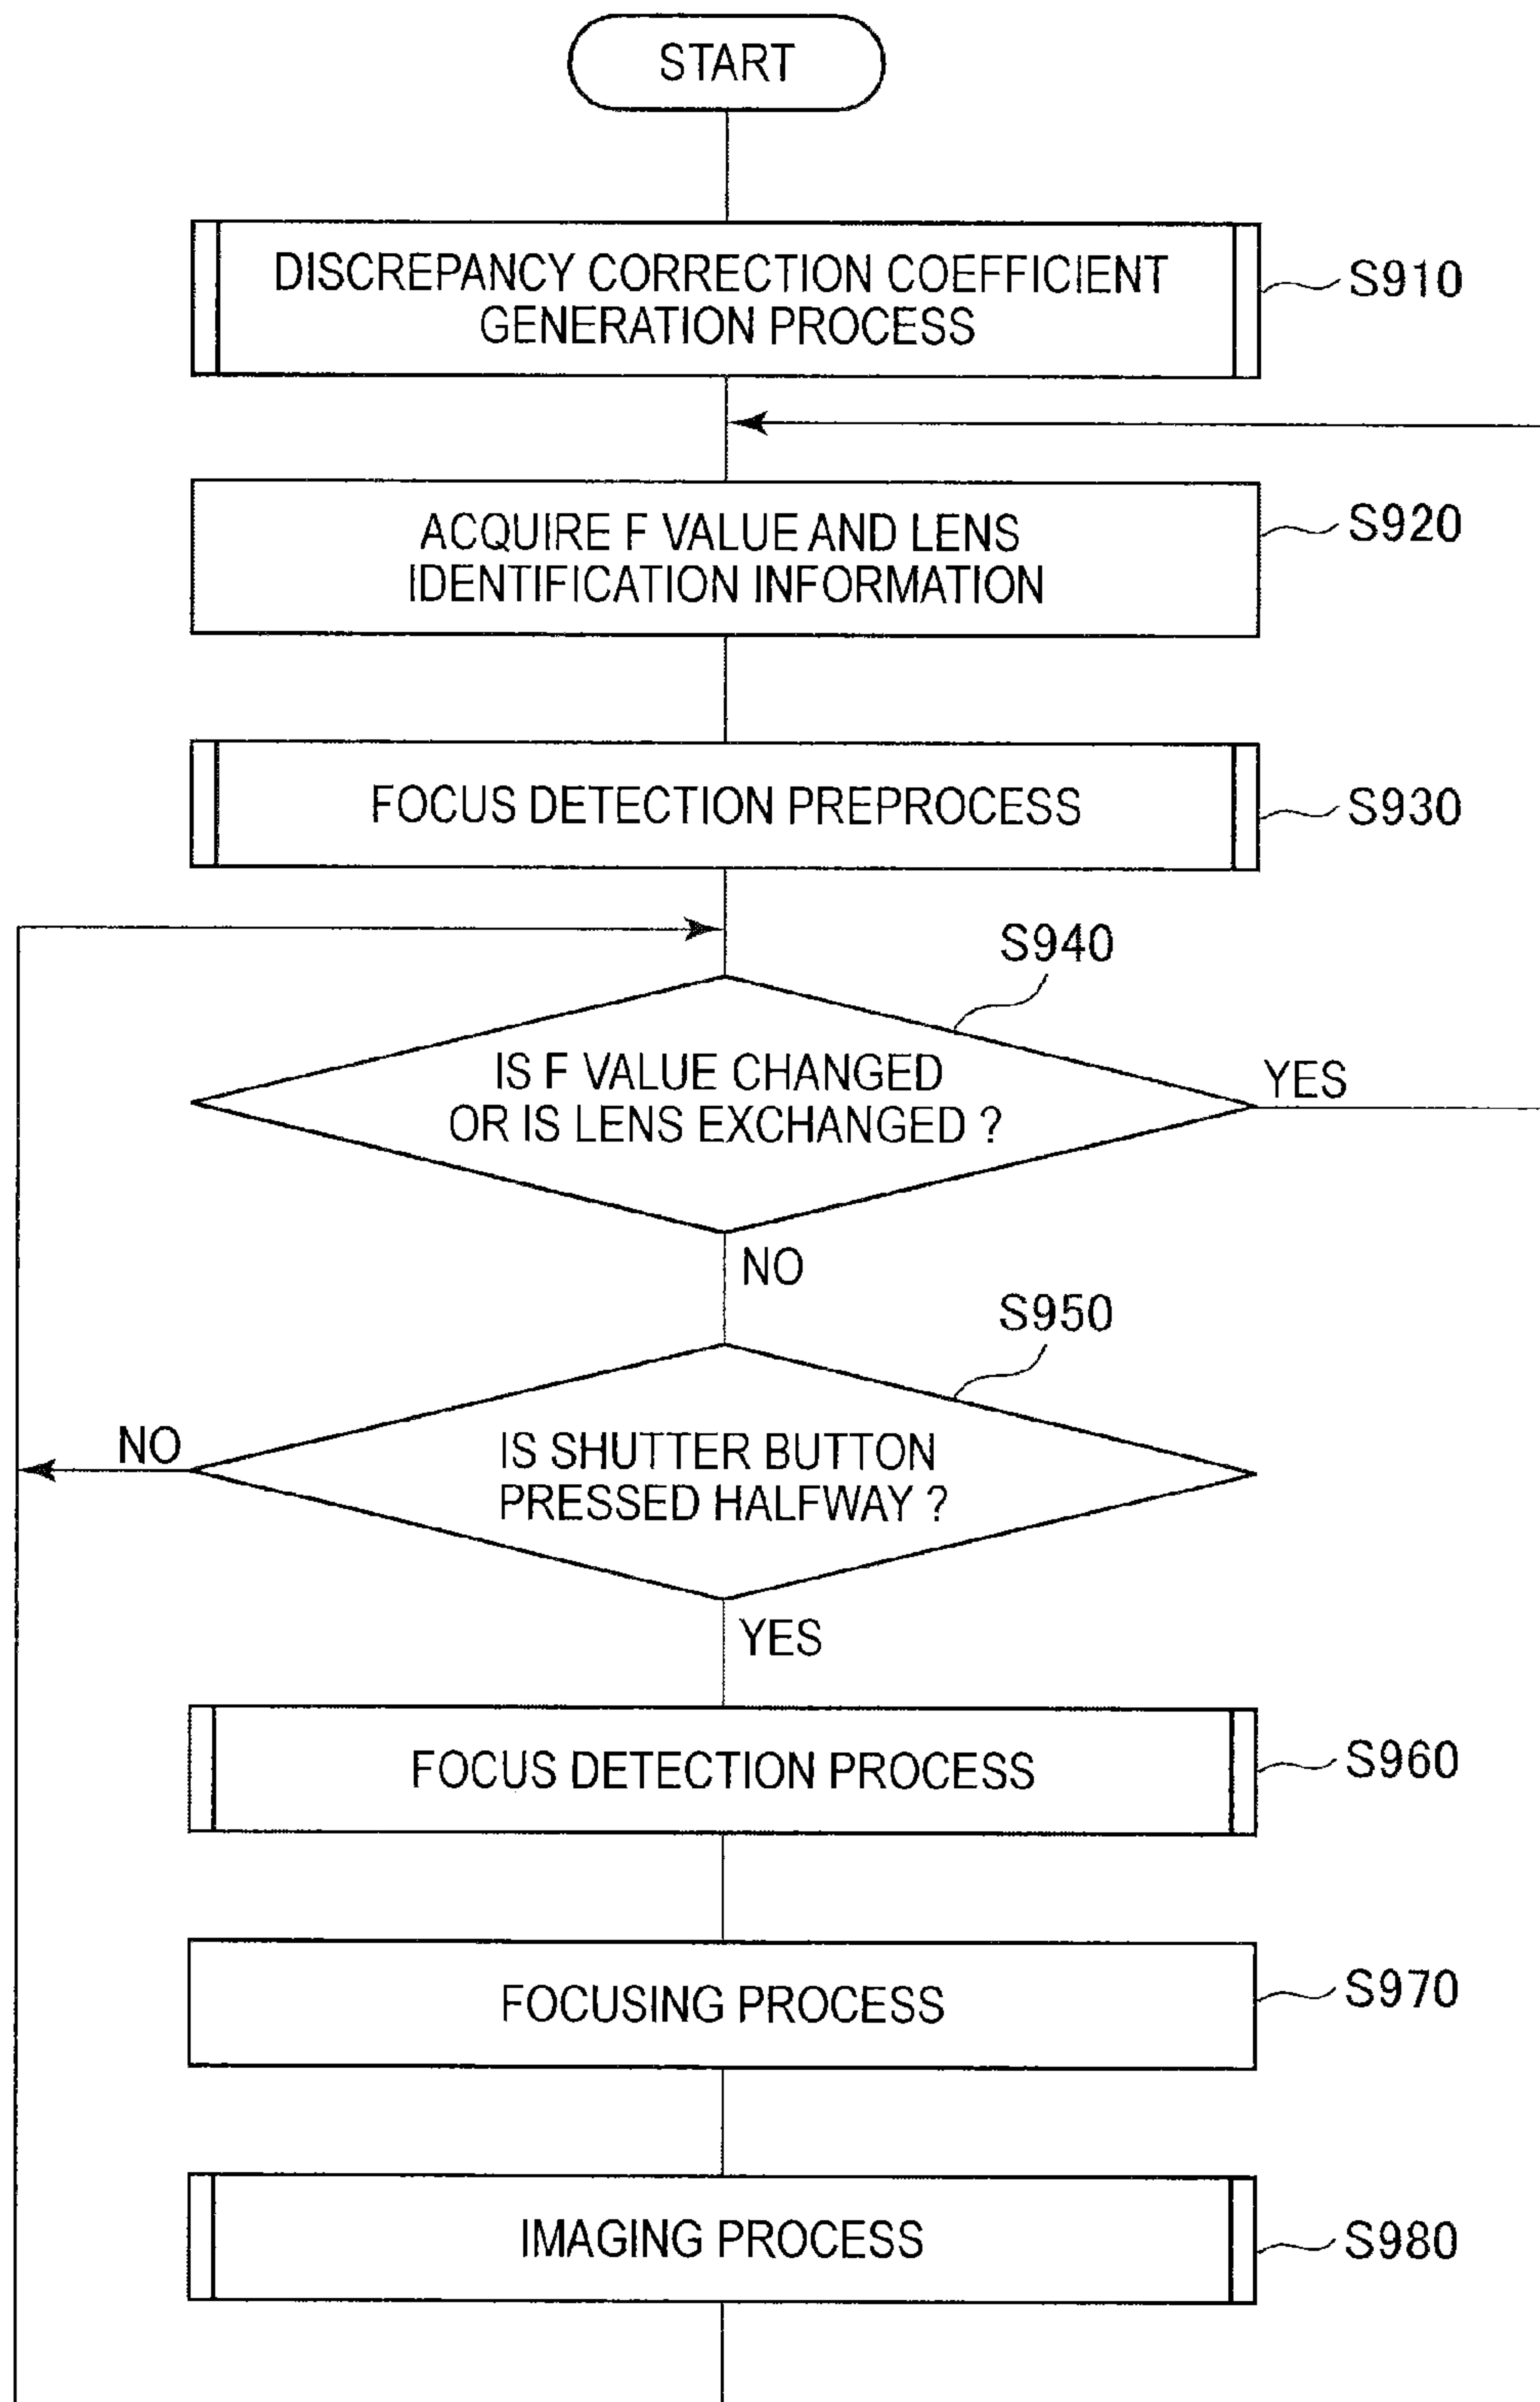 START
DISCREPANCY CORRECTION COEFFICIENT
GENERATION PROCESS
S910
ACQUIRE F VALUE AND LENS
IDENTIFICATION INFORMATION
S920
FOCUS DETECTION PREPROCESS
S930
S940
IS F VALUE CHANGED
OR IS LENS EXCHANGED ?
YES
NO
S950
NO
IS SHUTTER BUTTON
PRESSED HALFWAY ?
YES
FOCUS DETECTION PROCESS
S960
FOCUSING PROCESS
S970
IMAGING PROCESS
S980